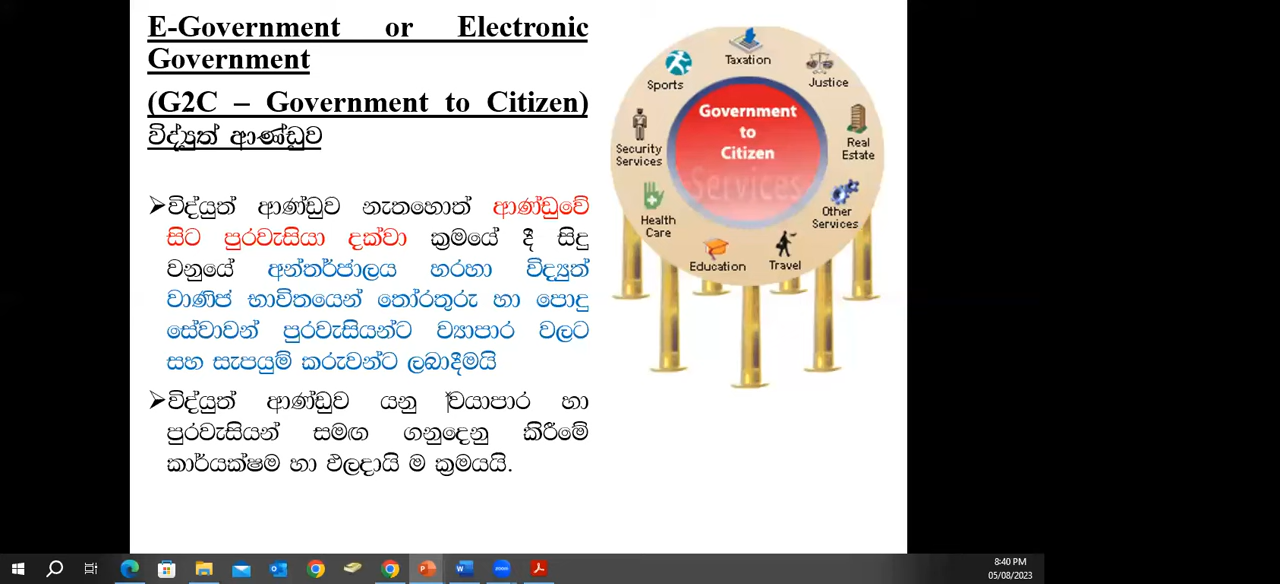 E-Government or Electronic
Government
(G2C – Government to Citizen)
විද්‍යුත් ආණ්ඩුව
➢විද්යුත් ආණ්ඩුව නැතහොත් ආණ්ඩුවේ
සිට පුරවැසියා දක්වා ක්‍රමයේ දී සිදු
වනුයේ අන්තර්ජාලය හරහා විද්‍යුත්
වාණිජ භාවිතයෙන් තෝරතුරු හා පොදු
සේවාවන් පුරවැසියන්ට ව්‍යාපාර වලට
සහ සැපයුම් කරුවන්ට ලබාදීමයි
➢විද්යුත් ආණ්ඩුව යනු ව්යාපාර හා
පුරවැසියන් සමඟ ගනුදෙනු කිරීමේ
කාර්යක්ෂම හා ඵලදායි ම ක්‍රමයයි.
Taxation
Sports
Justice
Government
to
Citizen
Services
Security
Services
Real
Estate
Health
Care
Other
Services
Education
Travel
8:40 PM
05/08/2023